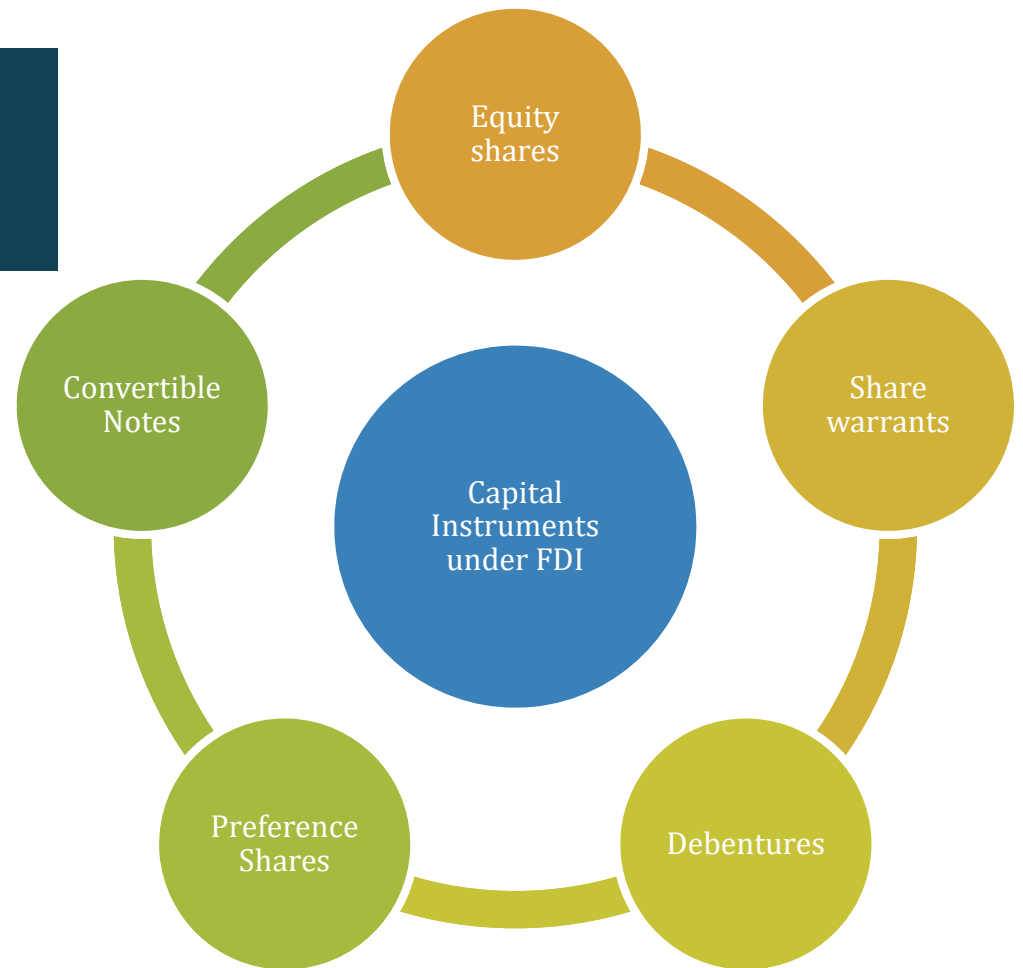 Equity
shares
Share
warrants
Debentures
Preference
Shares
Convertible
Notes
Capital
Instruments
under FDI